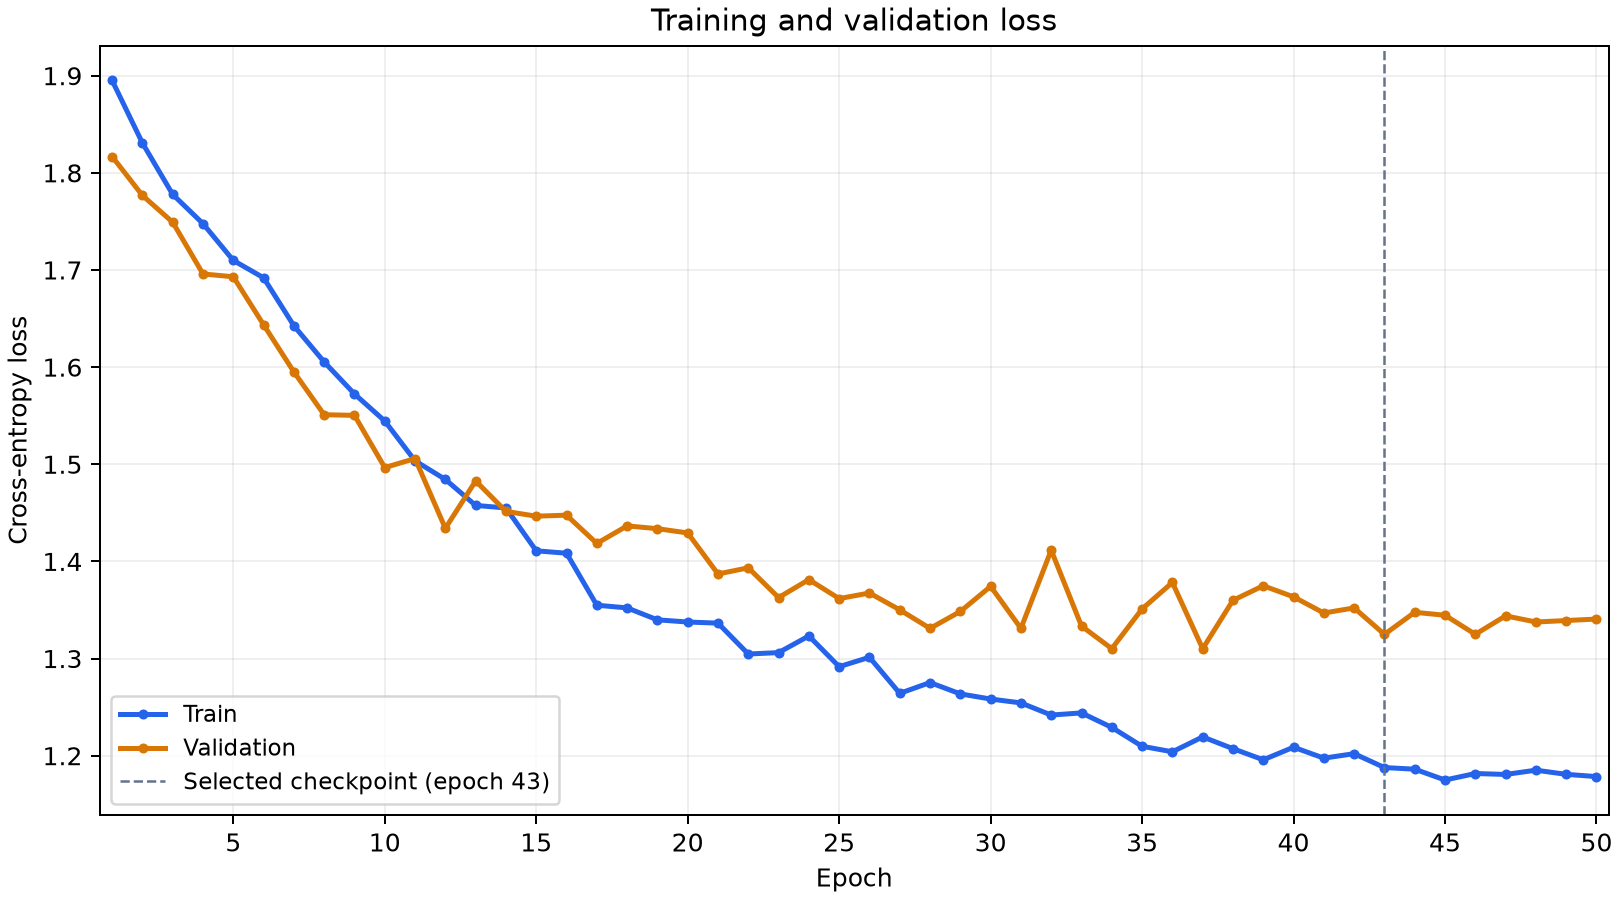 Training and validation loss
Cross-entropy loss
1.9
1.8
1.7
1.6
1.5
1.4
1.3
1.2
Train
Validation
Selected checkpoint (epoch 43)
5 10 15 20 25 30 35 40 45 50
Epoch